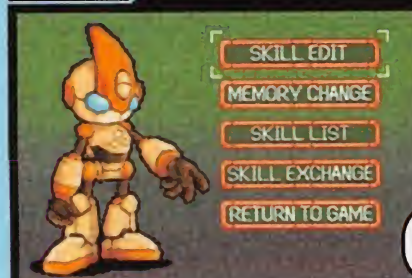 SKILL EDIT
MEMORY CHANGE
SKILL LIST
SKILL EXCHANGE
RETURN TO GAME